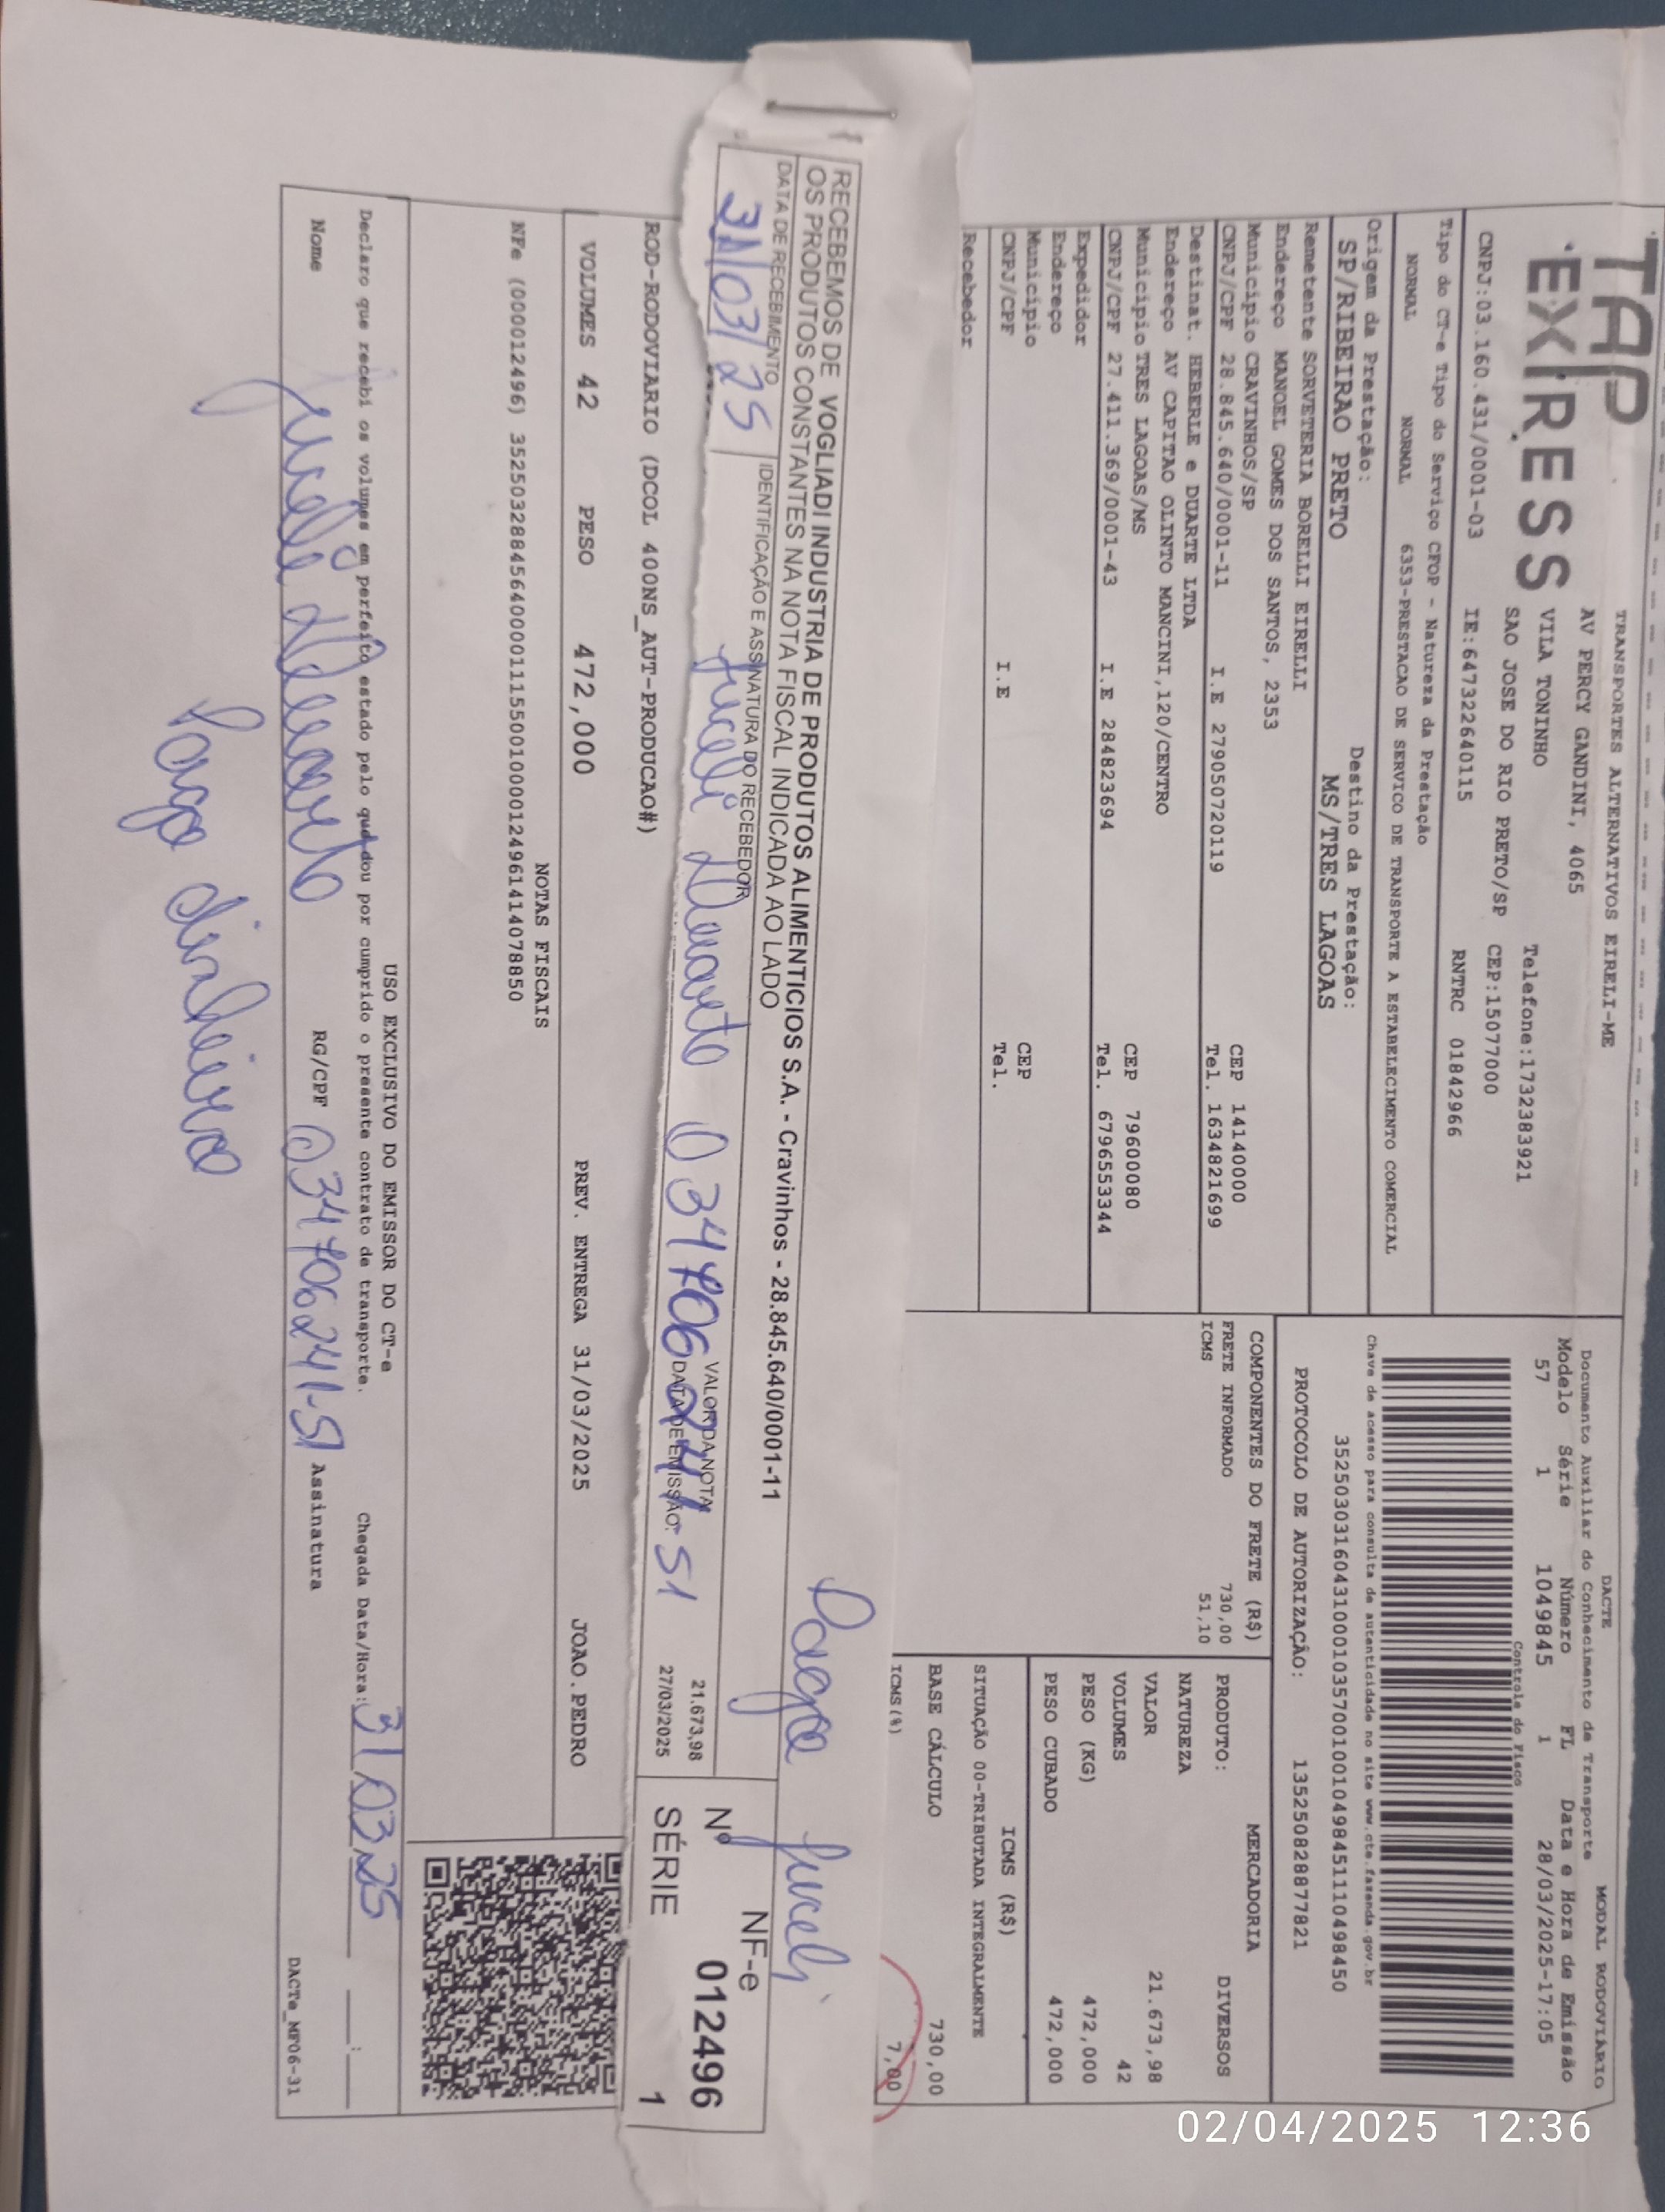 TAP
EXPRESS
TRANSPORTES ALTERNATIVOS EIRELI-ME
AV PERCY GANDINI, 4065
VILA TONINHO
SAO JOSE DO RIO PRETO/SP CEP:15077000
Telefone:1732383921
CNPJ:03.160.431/0001-03 IE:647322640115 RNTRC 01842966
DACTE
MODAL RODOVIÁRIO
Documento Auxiliar do Conhecimento de Transporte
Modelo Série Número FL Data e Hora de Emissão
57 1 1049845 1 28/03/2025-17:05
Controle do Fisco
Tipo do CT-e Tipo do Serviço CFOP - Natureza da Prestação
NORMAL NORMAL 6353-PRESTACAO DE SERVICO DE TRANSPORTE A ESTABELECIMENTO COMERCIAL
Chave de acesso para consulta de autenticidade no site www.cte.fazenda.gov.br
35250303160431000103570010010498451110498450
Origem da Prestação: Destino da Prestação:
SP/RIBEIRAO PRETO MS/TRES LAGOAS
PROTOCOLO DE AUTORIZAÇÃO: 135250828877821
Remetente SORVETERIA BORELLI EIRELLI
Endereço MANOEL GOMES DOS SANTOS, 2353
Municipio CRAVINHOS/SP CEP 14140000
CNPJ/CPF 28.845.640/0001-11 I.E 279050720119 Tel. 1634821699
Destinat. HEBERLE e DUARTE LTDA
Endereço AV CAPITAO OLINTO MANCINI,120/CENTRO
Municipio TRES LAGOAS/MS CEP 79600080
CNPJ/CPF 27.411.369/0001-43 I.E 284823694 Tel. 6796553344
Expedidor
Endereço
Municipio CEP
CNPJ/CPF I.E Tel.
Recebedor
COMPONENTES DO FRETE (R$)
FRETE INFORMADO 730,00
ICMS 51,10
MERCADORIA
PRODUTO: DIVERSOS
NATUREZA
VALOR 21.673,98
VOLUMES 42
PESO (KG) 472,000
PESO CUBADO 472,000
ICMS (R$)
SITUAÇÃO 00-TRIBUTADA INTEGRALMENTE
BASE CÁLCULO 730,00
ICMS(%) 7,00
Pagos Juceli
RECEBEMOS DE VOGLIADI INDUSTRIA DE PRODUTOS ALIMENTICIOS S.A. - Cravinhos - 28.845.640/0001-11
OS PRODUTOS CONSTANTES NA NOTA FISCAL INDICADA AO LADO
DATA DE RECEBIMENTO IDENTIFICAÇÃO E ASSINATURA DO RECEBEDOR
31/03/25 Juceli 034706241-51
VALOR DA NOTA 21.673,98
DATA DE EMISSÃO: 27/03/2025
NF-e
Nº 012496
SÉRIE 1
ROD-RODOVIARIO (DCOL 400NS_AUT-PRODUCAO#)
VOLUMES 42 PESO 472,000 PREV. ENTREGA 31/03/2025 JOAO.PEDRO
NOTAS FISCAIS
NFe (000012496) 35250328845640000111550010000124961414078850
USO EXCLUSIVO DO EMISSOR DO CT-e
Declaro que recebi os volumes em perfeito estado pelo que dou por cumprido o presente contrato de transporte. Chegada Data/Hora: 31 03 25 __:__
Nome Juceli RG/CPF 034706241-51 Assinatura
DACTe_MF06-31
Pago dinheiro
02/04/2025 12:36